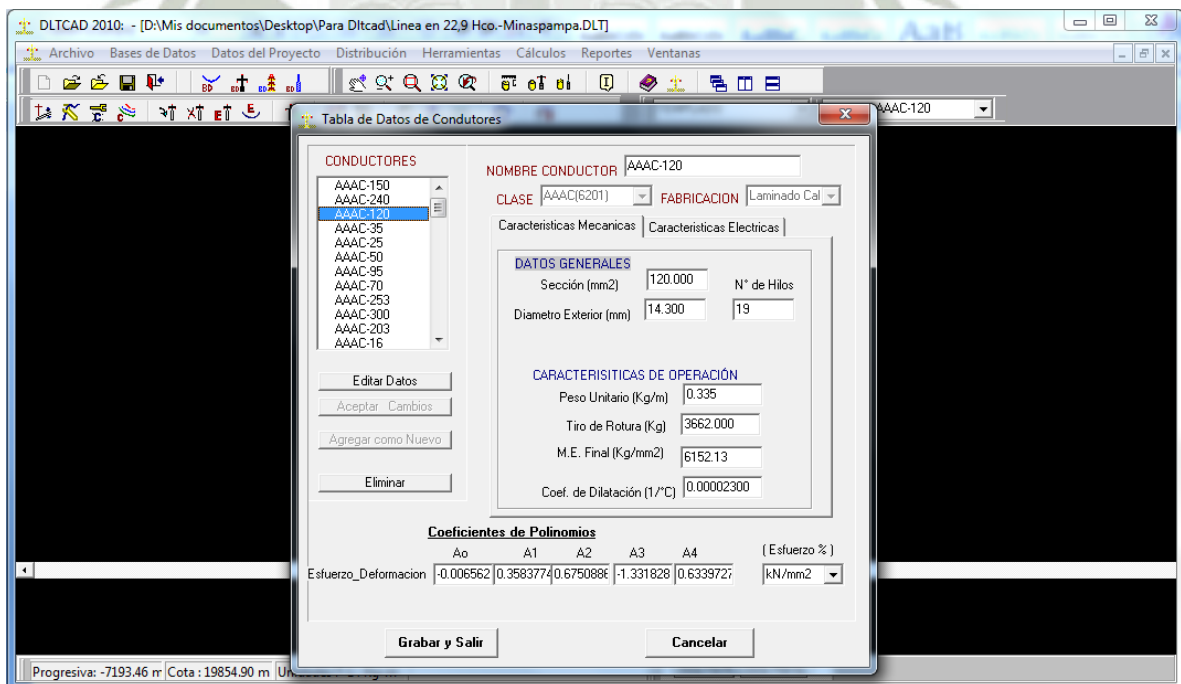 DLTCAD 2010: - [D:\Mis documentos\Desktop\Para Dltcad\Linea en 22,9 Hco.-Minaspampa.DLT]
Archivo Bases de Datos Datos del Proyecto Distribución Herramientas Cálculos Reportes Ventanas
AAAC-120
Tabla de Datos de Condutores
CONDUCTORES
AAAC-150
AAAC-240
AAAC-120
AAAC-35
AAAC-25
AAAC-50
AAAC-95
AAAC-70
AAAC-253
AAAC-300
AAAC-203
AAAC-16
Editar Datos
Aceptar Cambios
Agregar como Nuevo
Eliminar
NOMBRE CONDUCTOR AAAC-120
CLASE AAAC(6201) FABRICACION Laminado Cal
Caracteristicas Mecanicas Caracteristicas Electricas
DATOS GENERALES
Sección (mm2) 120.000 N° de Hilos
Diametro Exterior (mm) 14.300 19
CARACTERISITICAS DE OPERACIÓN
Peso Unitario (Kg/m) 0.335
Tiro de Rotura (Kg) 3662.000
M.E. Final (Kg/mm2) 6152.13
Coef. de Dilatación (1/°C) 0.00002300
Coeficientes de Polinomios
Ao A1 A2 A3 A4 (Esfuerzo %)
Esfuerzo_Deformacion -0.006562 0.3583774 0.6750886 -1.331828 0.6339727 kN/mm2
Grabar y Salir Cancelar
Progresiva: -7193.46 m Cota : 19854.90 m